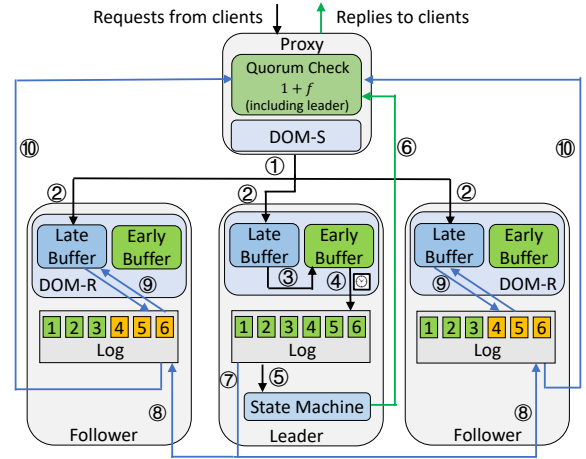 Requests from clients
Replies to clients
Proxy
Quorum Check
1 + f
(including leader)
DOM-S
①
⑥
⑩
⑩
②
②
②
Late
Buffer
Early
Buffer
DOM-R
⑨
Late
Buffer
Early
Buffer
③
④
Late
Buffer
Early
Buffer
DOM-R
⑨
1 2 3 4 5 6
Log
1 2 3 4 5 6
Log
1 2 3 4 5 6
Log
⑦
⑤
⑧
⑧
State Machine
Follower
Leader
Follower